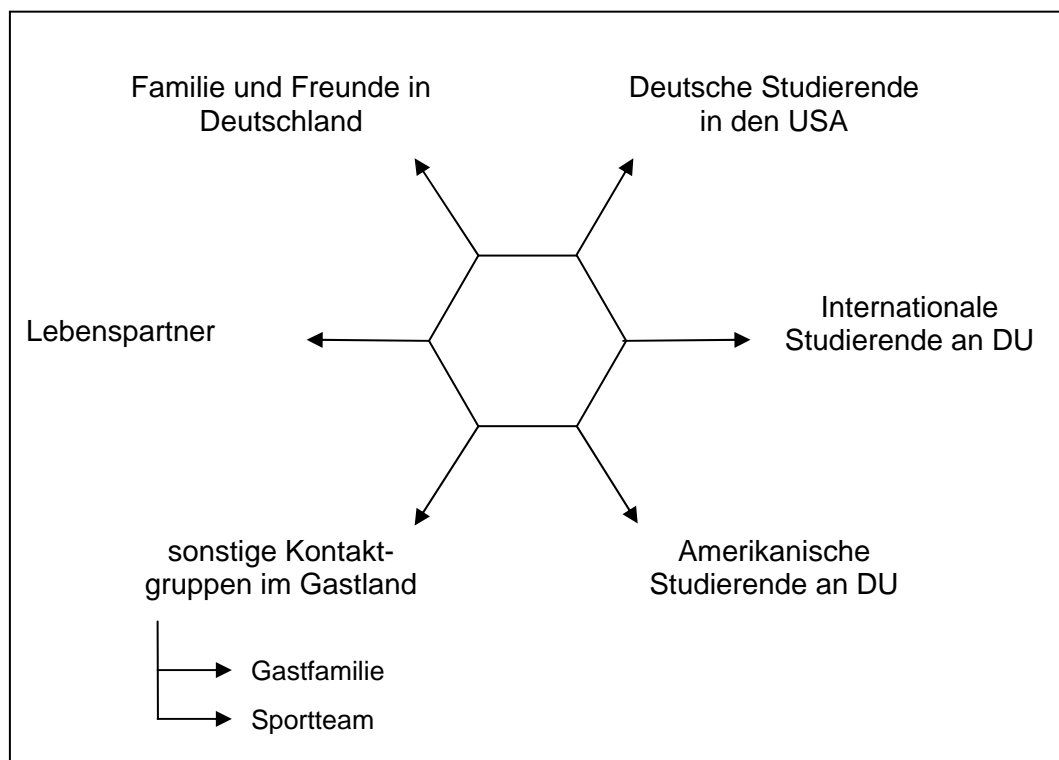 Familie und Freunde in
Deutschland
Deutsche Studierende
in den USA
Lebenspartner
Internationale
Studierende an DU
sonstige Kontakt-
gruppen im Gastland
Amerikanische
Studierende an DU
Gastfamilie
Sportteam